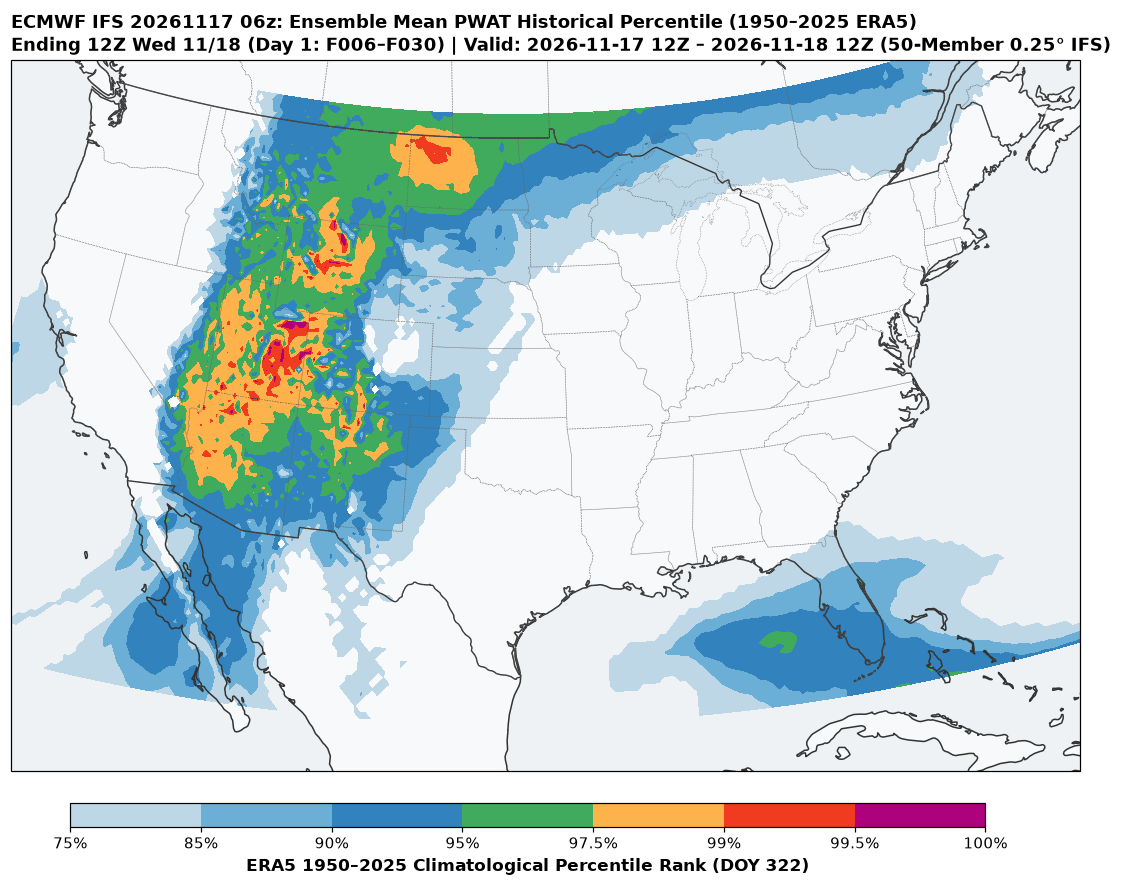 ECMWF IFS 20261117 06z: Ensemble Mean PWAT Historical Percentile (1950–2025 ERA5)
Ending 12Z Wed 11/18 (Day 1: F006–F030) | Valid: 2026-11-17 12Z – 2026-11-18 12Z (50-Member 0.25° IFS)
75% 85% 90% 95% 97.5% 99% 99.5% 100%
ERA5 1950–2025 Climatological Percentile Rank (DOY 322)